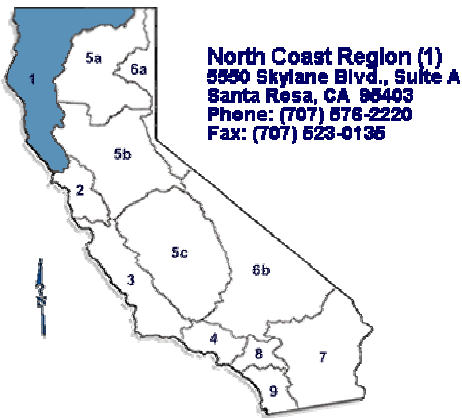 North Coast Region (1)
5550 Skylane Blvd., Suite A
Santa Rosa, CA 95403
Phone: (707) 576-2220
Fax: (707) 523-0135
1
5a
6a
5b
2
5c
3
6b
4
8
7
9
N